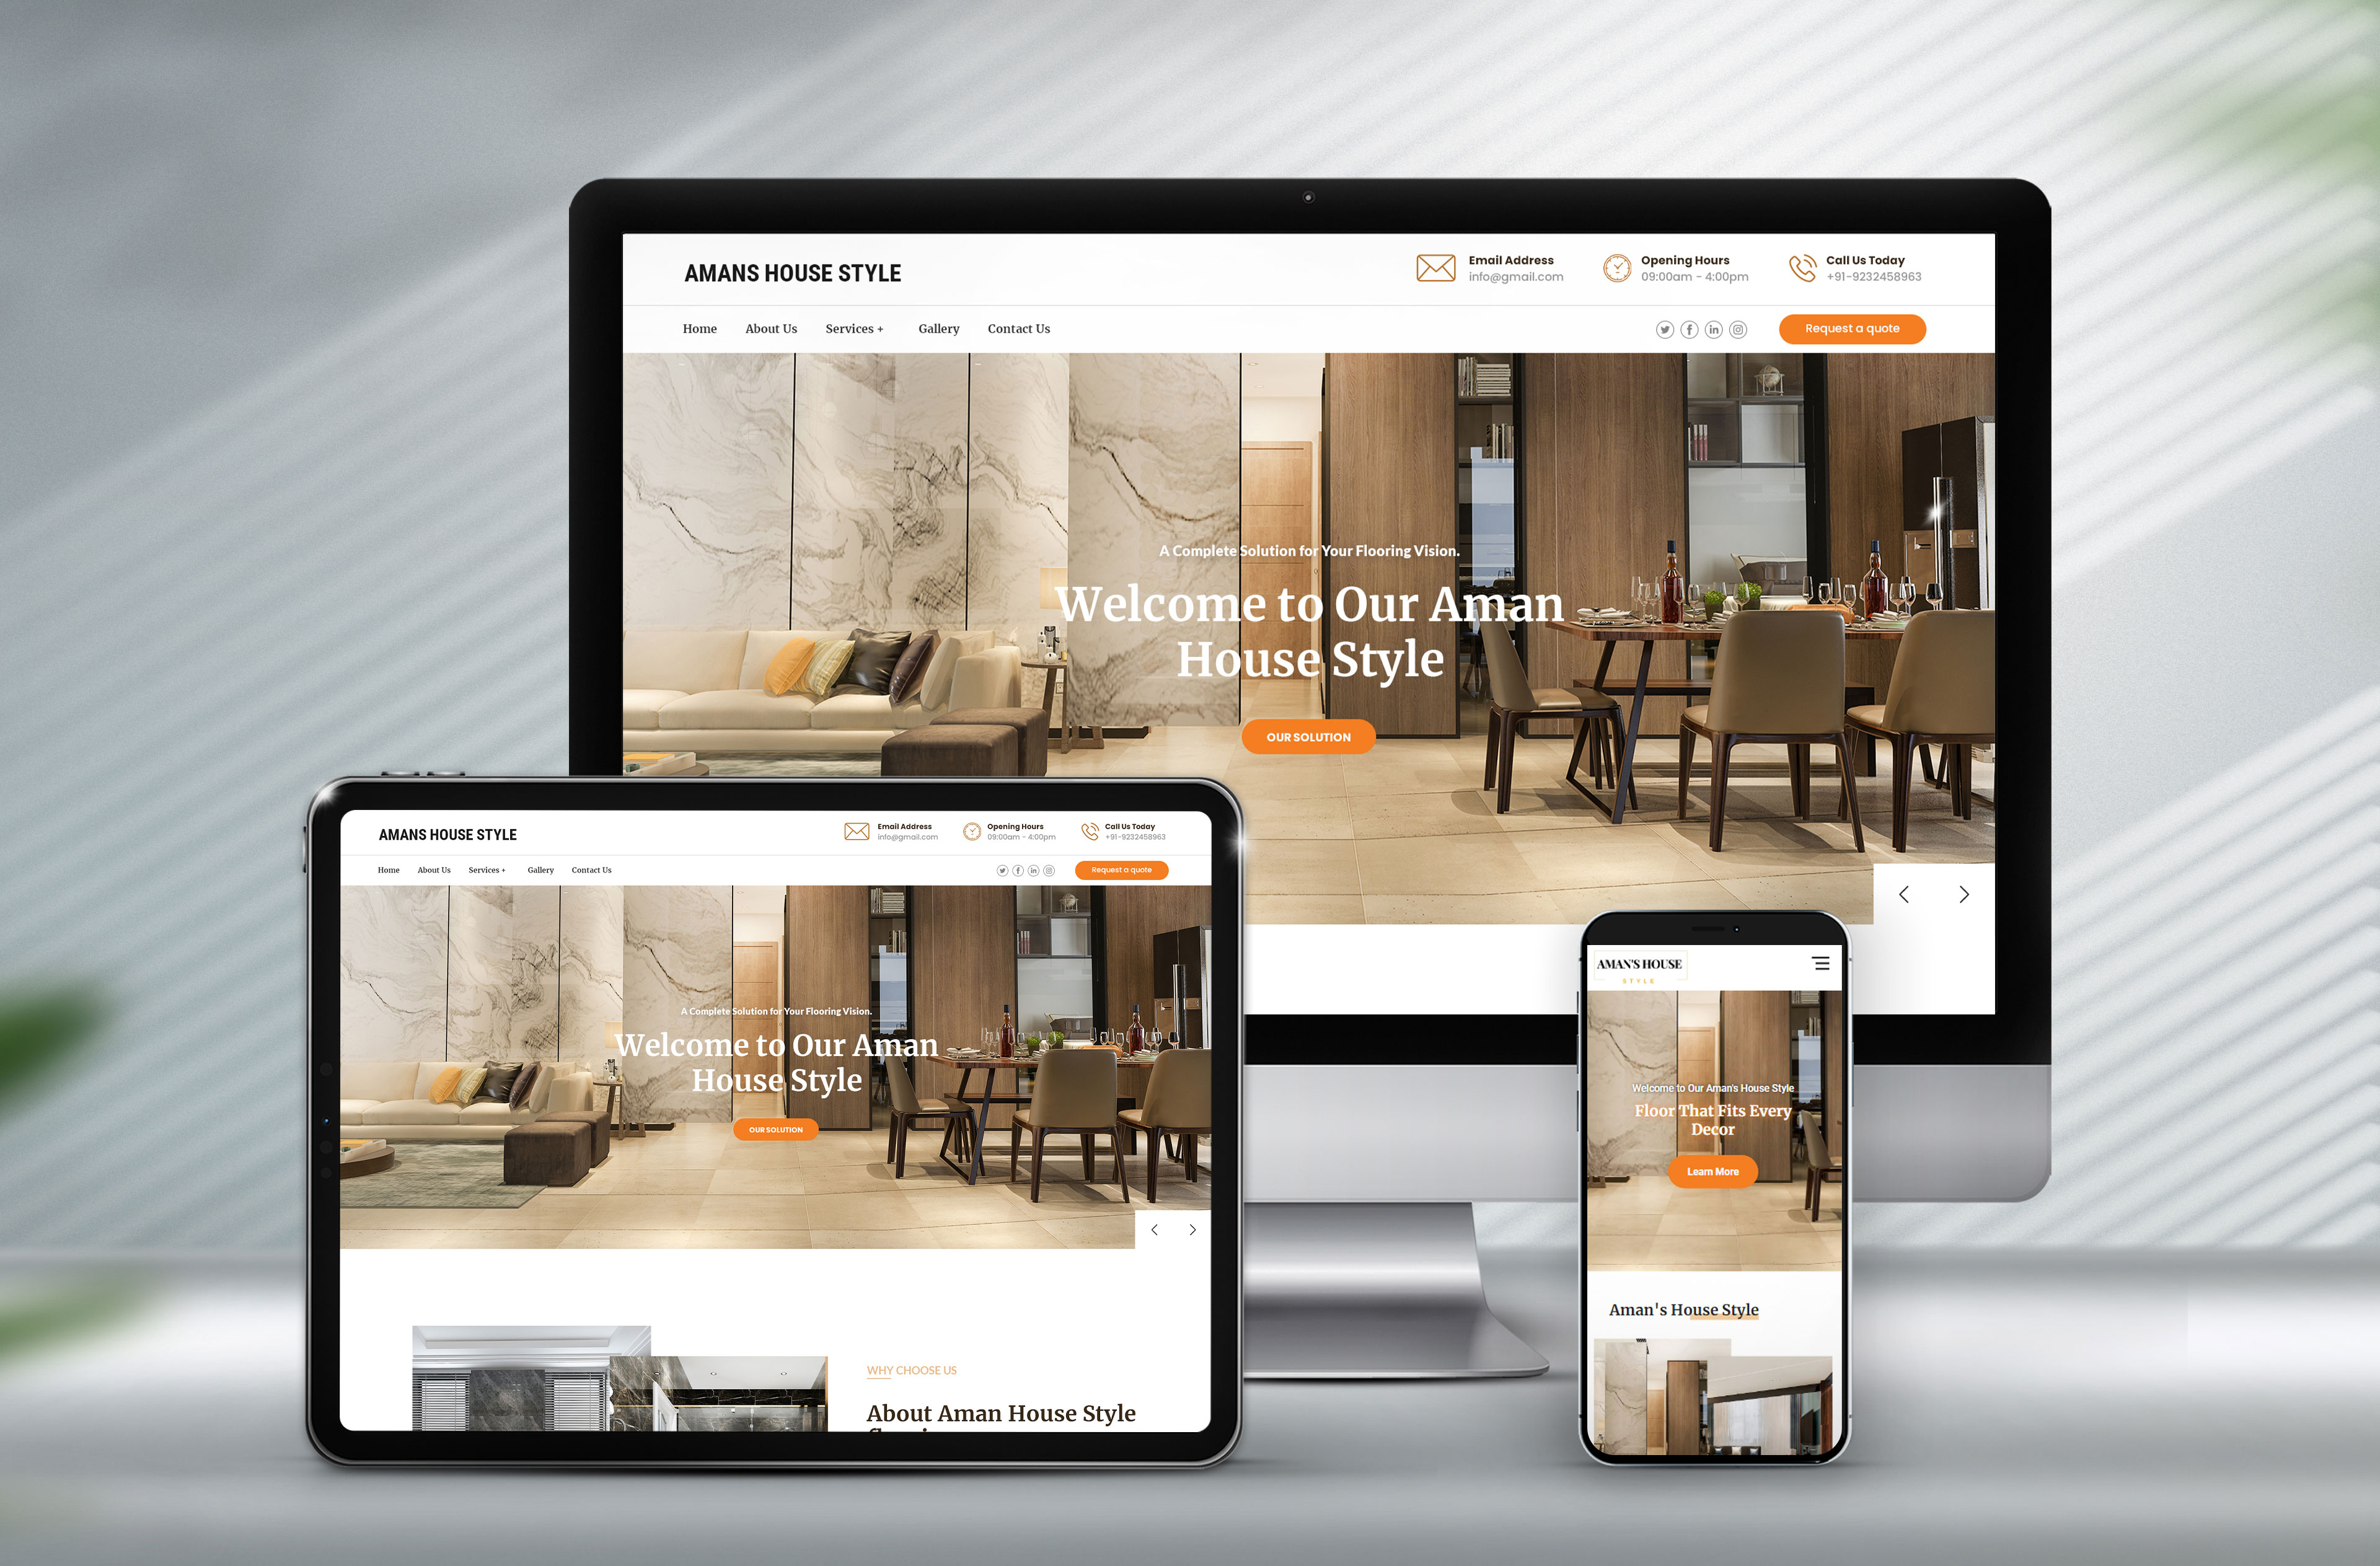 AMANS HOUSE STYLE
Email Address
info@gmail.com
Opening Hours
09:00am - 4:00pm
Call Us Today
+91-9232458963
Home About Us Services + Gallery Contact Us
Request a quote
A Complete Solution for Your Flooring Vision.
Welcome to Our Aman
House Style
OUR SOLUTION
AMANS HOUSE STYLE
Email Address
info@gmail.com
Opening Hours
09:00am - 4:00pm
Call Us Today
+91-9232458963
Home About Us Services + Gallery Contact Us
Request a quote
A Complete Solution for Your Flooring Vision.
Welcome to Our Aman
House Style
OUR SOLUTION
WHY CHOOSE US
About Aman House Style
AMAN'S HOUSE
STYLE
Welcome to Our Aman's House Style
Floor That Fits Every
Decor
Learn More
Aman's House Style